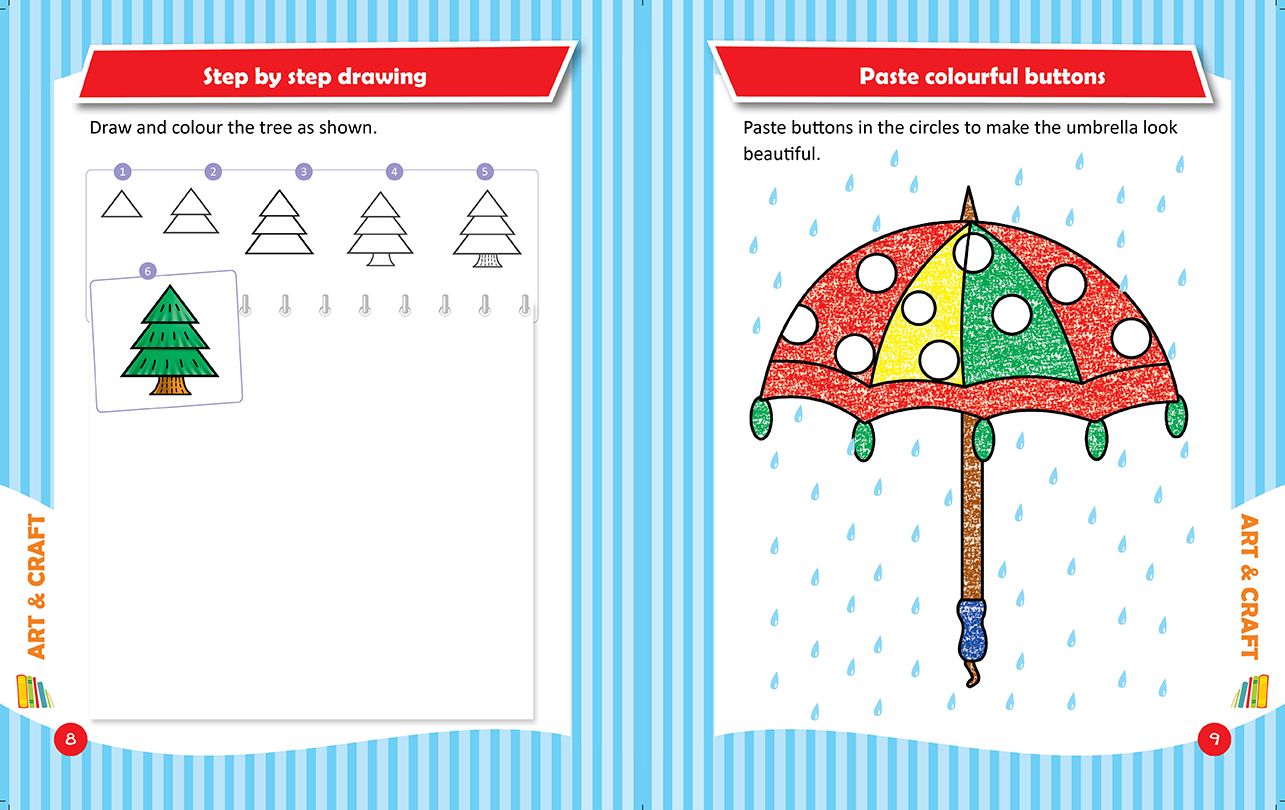 Step by step drawing
Draw and colour the tree as shown.
1 2 3 4 5
6
ART & CRAFT
8
Paste colourful buttons
Paste buttons in the circles to make the umbrella look
beautiful.
ART & CRAFT
9